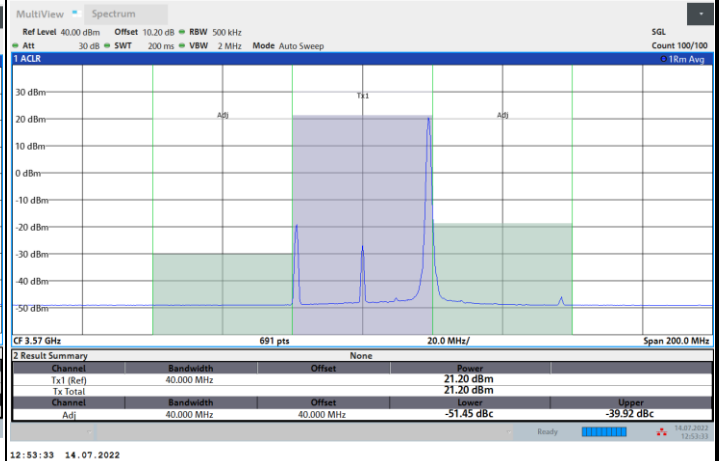 MultiView Spectrum
Ref Level 40.00 dBm Offset 10.20 dB RBW 500 kHz SGL
Att 30 dB SWT 200 ms VBW 2 MHz Mode Auto Sweep Count 100/100
1 ACLR 1Rm Avg
Tx1
30 dBm
Adj Adj
20 dBm
10 dBm
0 dBm
-10 dBm
-20 dBm
-30 dBm
-40 dBm
-50 dBm
CF 3.57 GHz 691 pts 20.0 MHz/ Span 200.0 MHz
2 Result Summary None
Channel Bandwidth Offset Power
Tx1 (Ref) 40.000 MHz 21.20 dBm
Tx Total 21.20 dBm
Channel Bandwidth Offset Lower Upper
Adj 40.000 MHz 40.000 MHz -51.45 dBc -39.92 dBc
Ready 14.07.2022
12:53:33
12:53:33 14.07.2022